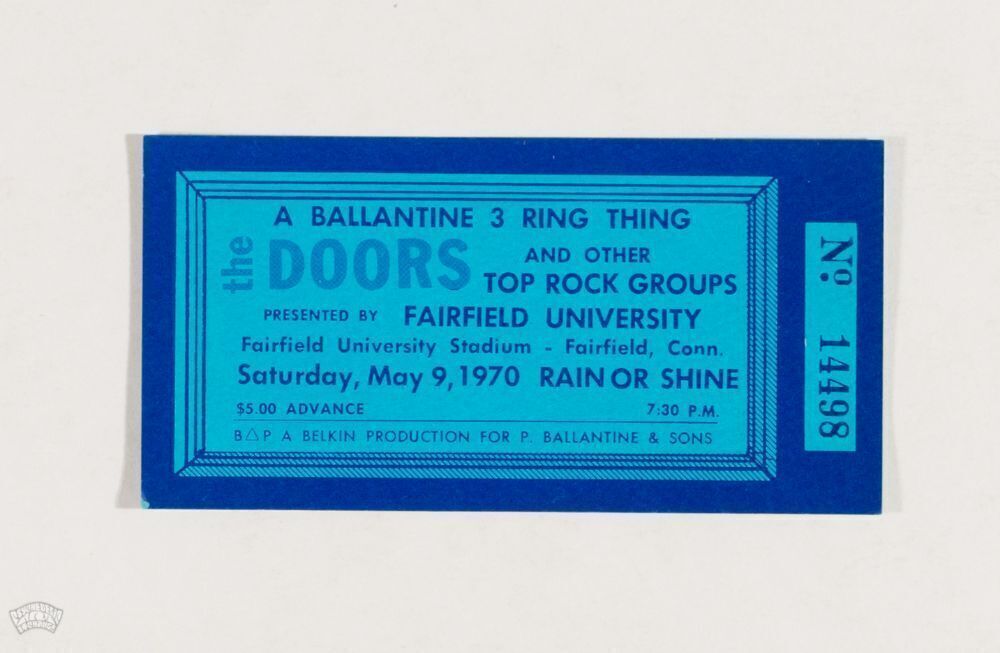 A BALLANTINE 3 RING THING
the DOORS AND OTHER
TOP ROCK GROUPS
PRESENTED BY FAIRFIELD UNIVERSITY
Fairfield University Stadium - Fairfield, Conn.
Saturday, May 9, 1970 RAIN OR SHINE
$5.00 ADVANCE 7:30 P.M.
B△P A BELKIN PRODUCTION FOR P. BALLANTINE & SONS
Nº. 14498